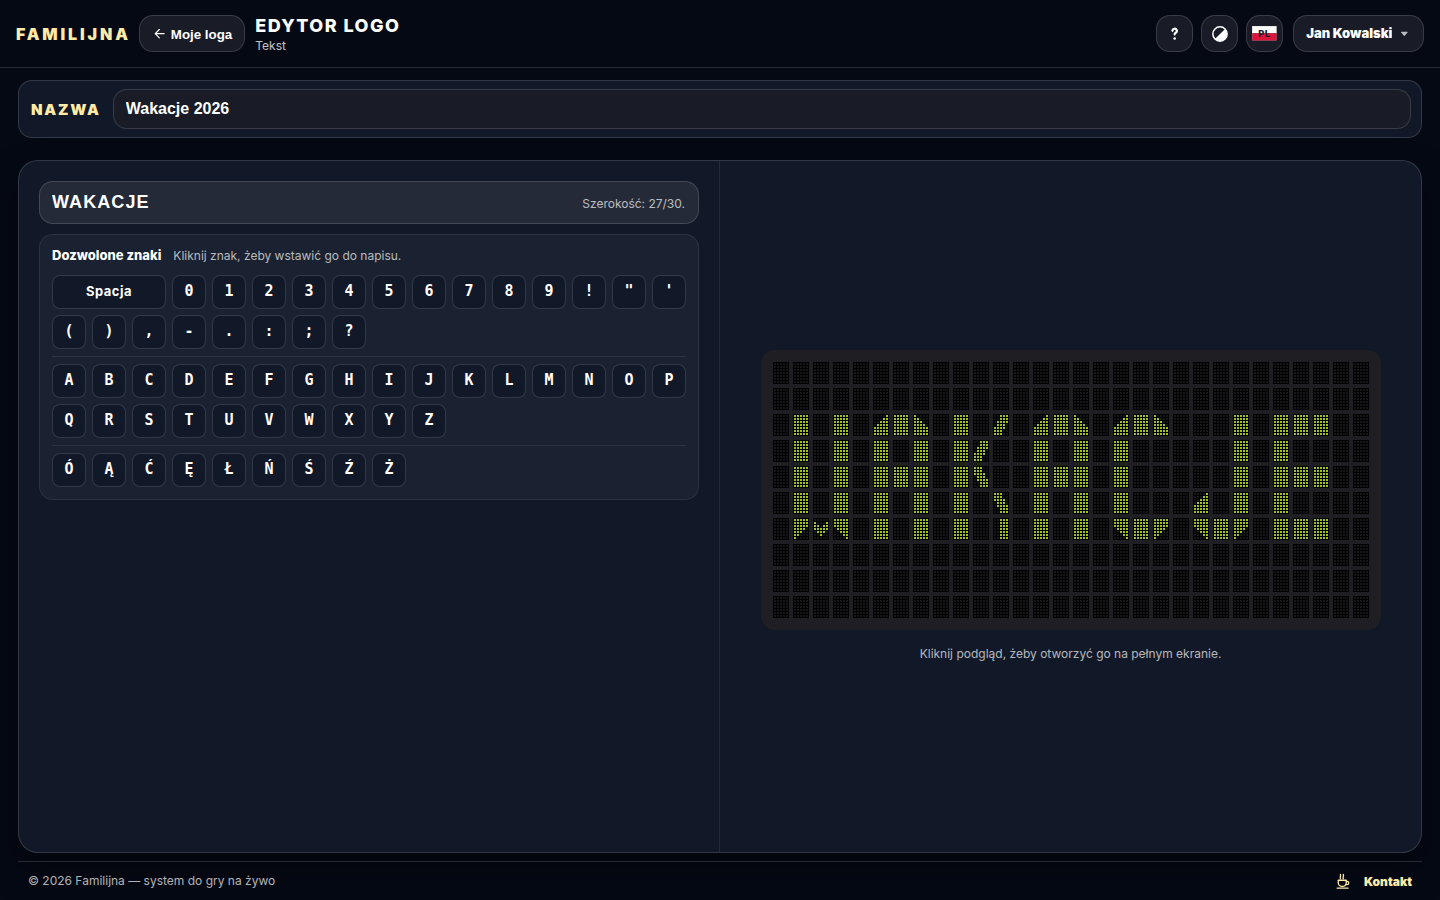 FAMILIJNA
← Moje loga
EDYTOR LOGO
Tekst
?
PL
Jan Kowalski
NAZWA
Wakacje 2026
WAKACJE
Szerokość: 27/30.
Dozwolone znaki Kliknij znak, żeby wstawić go do napisu.
Spacja 0 1 2 3 4 5 6 7 8 9 ! " '
( ) , - . : ; ?
A B C D E F G H I J K L M N O P
Q R S T U V W X Y Z
Ó Ą Ć Ę Ł Ń Ś Ź Ż
WAKACJE
Kliknij podgląd, żeby otworzyć go na pełnym ekranie.
© 2026 Familijna — system do gry na żywo
Kontakt